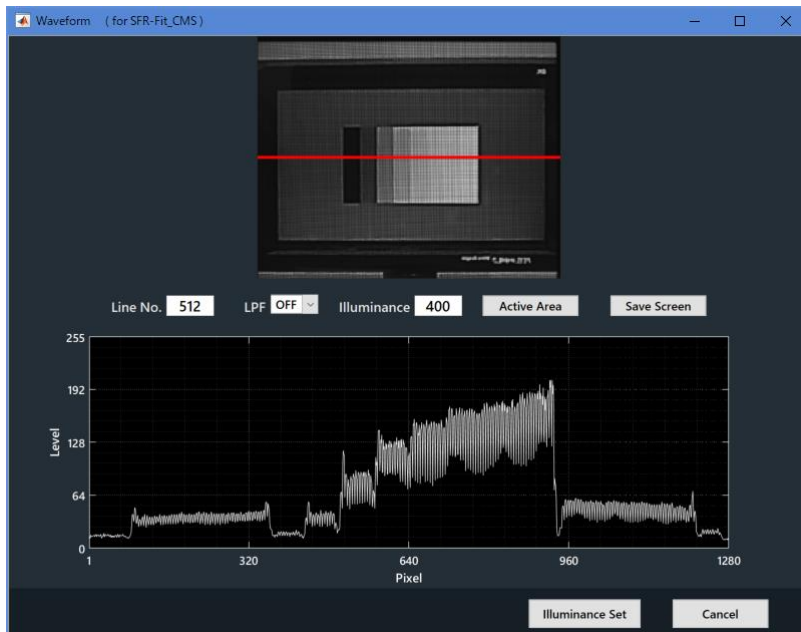 Waveform ( for SFR-Fit_CMS )
Line No. 512 LPF OFF Illuminance 400 Active Area Save Screen
255
192
128
64
0
Level
1 320 640 960 1280
Pixel
Illuminance Set Cancel